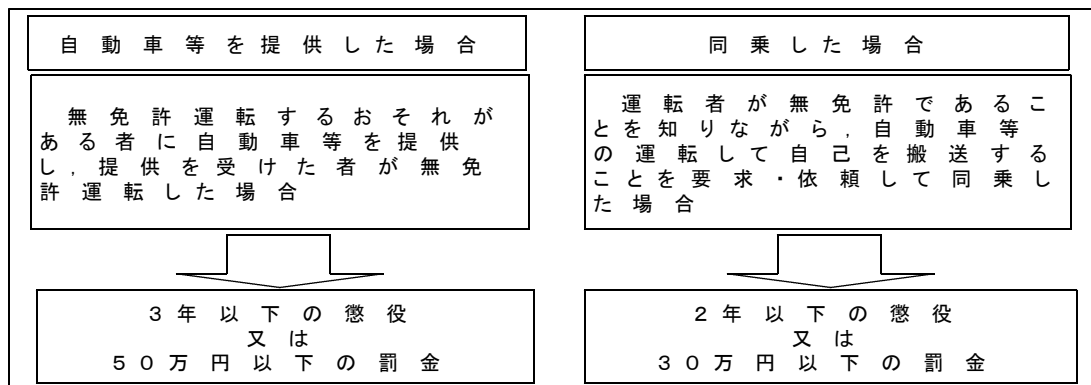 自動車等を提供した場合
無免許運転するおそれが
ある者に自動車等を提供
し,提供を受けた者が無免
許運転した場合
3年以下の懲役
又は
50万円以下の罰金
同乗した場合
運転者が無免許であるこ
とを知りながら,自動車等
の運転して自己を搬送する
ことを要求・依頼して同乗し
た場合
2年以下の懲役
又は
30万円以下の罰金